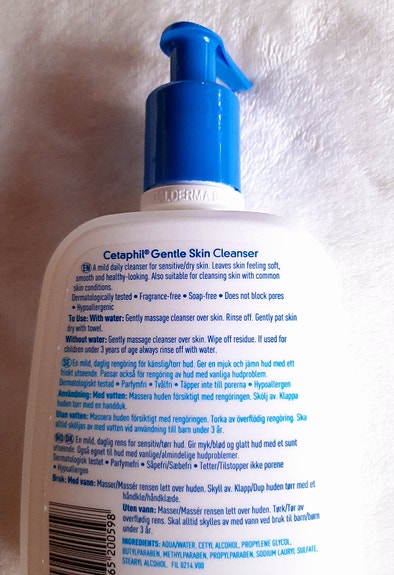 GALDERMA
Cetaphil® Gentle Skin Cleanser
EN A mild daily cleanser for sensitive/dry skin. Leaves skin feeling soft,
smooth and healthy-looking. Also suitable for cleansing skin with common
skin conditions.
Dermatologically tested • Fragrance-free • Soap-free • Does not block pores
• Hypoallergenic
To Use: With water: Gently massage cleanser over skin. Rinse off. Gently pat skin
dry with towel.
Without water: Gently massage cleanser over skin. Wipe off residue. If used for
children under 3 years of age always rinse off with water.
SE En mild, daglig rengöring för känslig/torr hud. Ger en mjuk och jämn hud med ett
friskt utseende. Passar också för rengöring av hud med vanliga hudproblem.
Dermatologiskt testad • Parfymfri • Tvålfri • Täpper inte till porerna • Hypoallergen
Användning: Med vatten: Massera huden försiktigt med rengöringen. Skölj av. Klappa
huden torr med en handduk.
Utan vatten: Massera huden försiktigt med rengöringen. Torka av överflödig rengöring. Ska
alltid sköljas av med vatten vid användning till barn under 3 år.
NO DK En mild, daglig rens for sensitiv/tørr hud. Gir myk/blød og glatt hud med et sunt
utseende. Også egnet til hud med vanlige/almindelige hudproblemer.
Dermatologisk testet • Parfymefri • Såpefri/Sæbefri • Tetter/Tilstopper ikke porene
• Hypoallergen
Bruk: Med vann: Masser/Massér rensen lett over huden. Skyll av. Klapp/Dup huden tørr med et
håndkle/håndklæde.
Uten vann: Masser/Massér rensen lett over huden. Tørk/Tør av
overflødig rens. Skal alltid skylles av med vann ved bruk til barn/børn
under 3 år.
INGREDIENTS: AQUA/WATER, CETYL ALCOHOL, PROPYLENE GLYCOL,
BUTYLPARABEN, METHYLPARABEN, PROPYLPARABEN, SODIUM LAURYL SULFATE,
STEARYL ALCOHOL. FIL 0214 V00
651200598